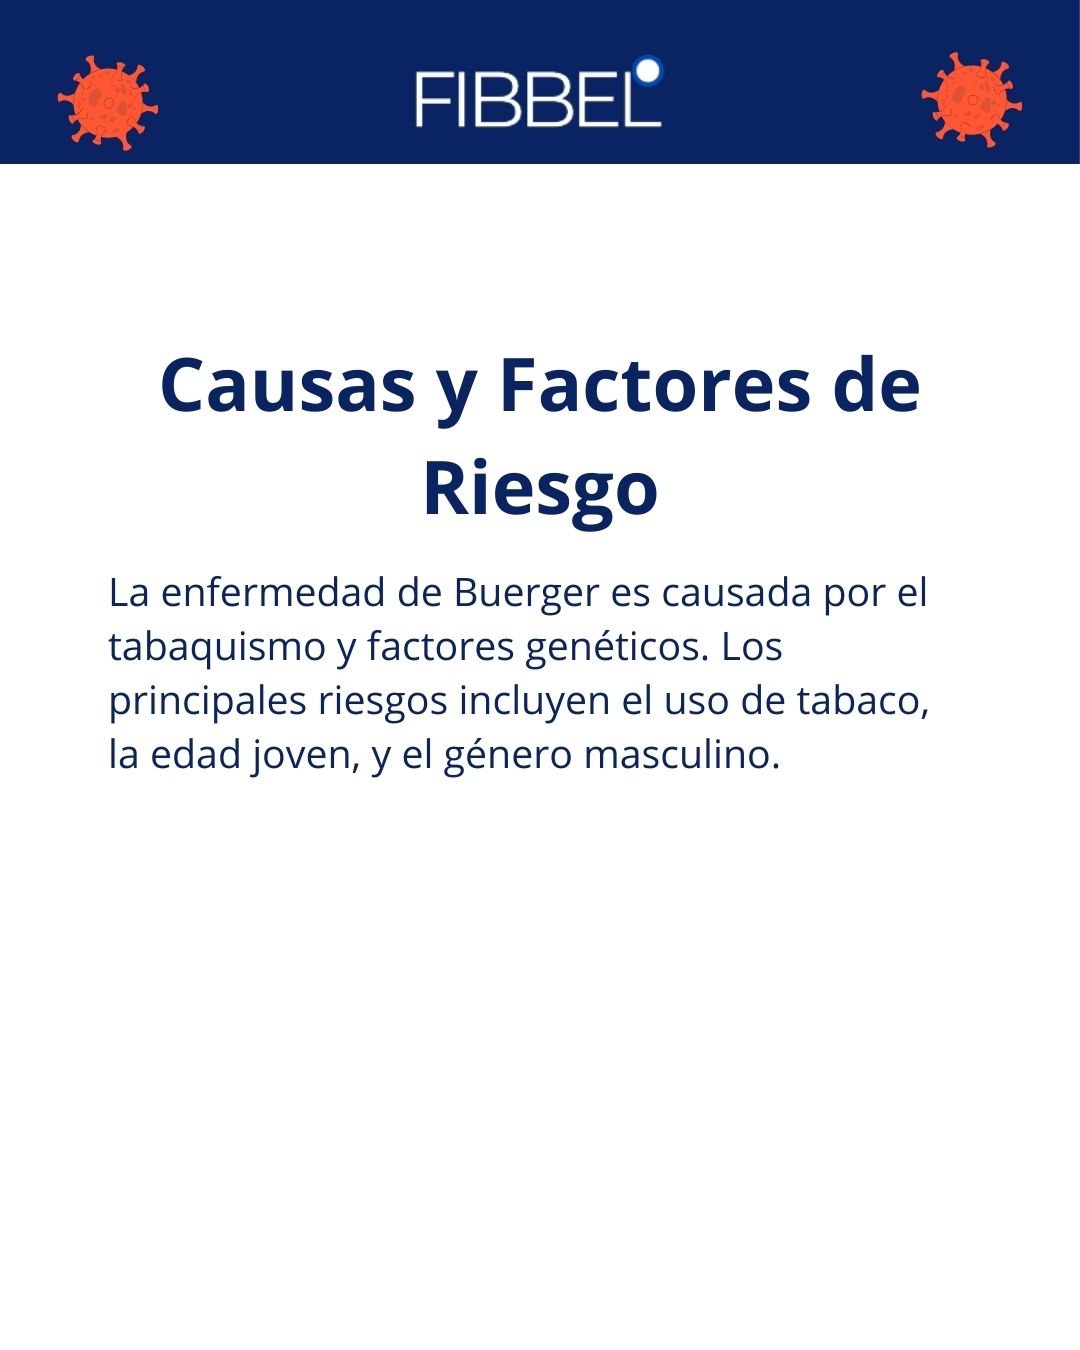 FIBBEL
Causas y Factores de
Riesgo
La enfermedad de Buerger es causada por el
tabaquismo y factores genéticos. Los
principales riesgos incluyen el uso de tabaco,
la edad joven, y el género masculino.